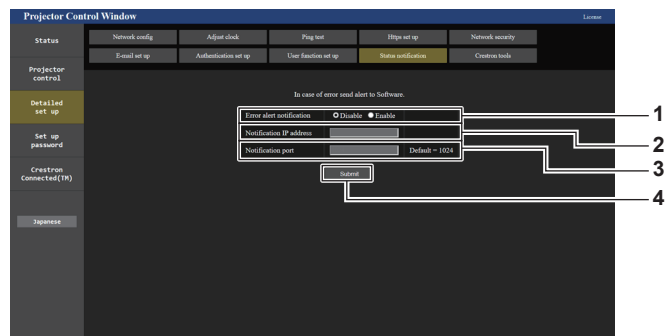 Projector Control Window
License
Status
Network config
Adjust clock
Ping test
Https set up
Network security
E-mail set up
Authentication set up
User function set up
Status notification
Crestron tools
Projector
control
Detailed
set up
Set up
password
Crestron
Connected(TM)
Japanese
In case of error send alert to Software.
Error alert notification Disable Enable
Notification IP address
Notification port Default = 1024
Submit
1
2
3
4